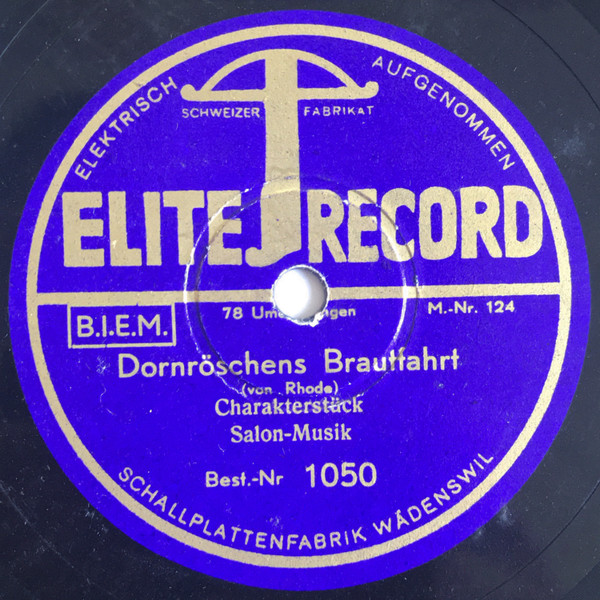 ELEKTRISCH AUFGENOMMEN
SCHWEIZER FABRIKAT
ELITE RECORD
B.I.E.M.
78 M.-Nr. 124
Dornröschens Brautfahrt
(von Rhode)
Charakterstück
Salon-Musik
Best.-Nr 1050
SCHALLPLATTENFABRIK WÄDENSWIL